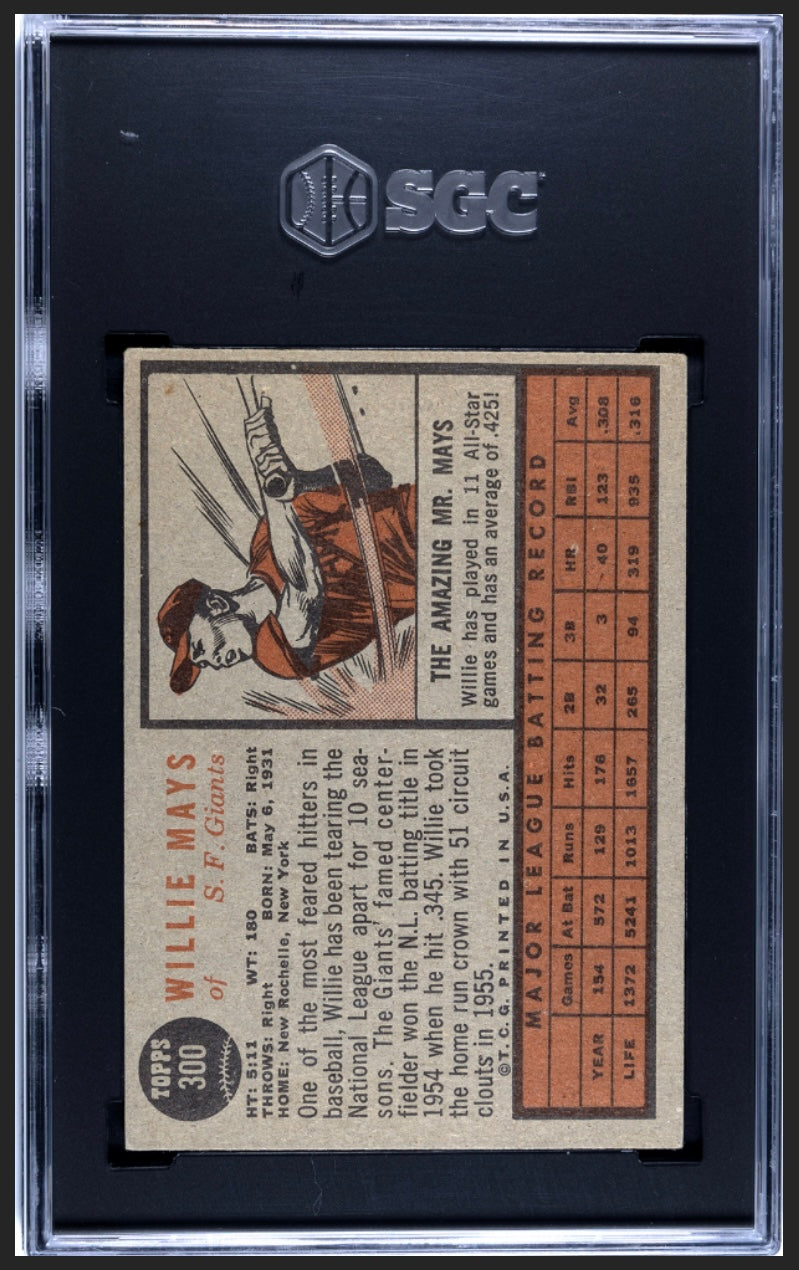 SGC
TOPPS
300
WILLIE MAYS
of S. F. Giants
HT: 5:11 WT: 180 BATS: Right
THROWS: Right BORN: May 6, 1931
HOME: New Rochelle, New York
One of the most feared hitters in
baseball, Willie has been tearing the
National League apart for 10 sea-
sons. The Giants' famed center-
fielder won the N.L. batting title in
1954 when he hit .345. Willie took
the home run crown with 51 circuit
clouts in 1955.
©T. C. G. PRINTED IN U.S.A.
THE AMAZING MR. MAYS
Willie has played in 11 All-Star
games and has an average of .425!
MAJOR LEAGUE BATTING RECORD
Games At Bat Runs Hits 2B 3B HR RBI Avg
YEAR 154 572 129 176 32 3 40 123 .308
LIFE 1372 5241 1013 1657 265 94 319 935 .316